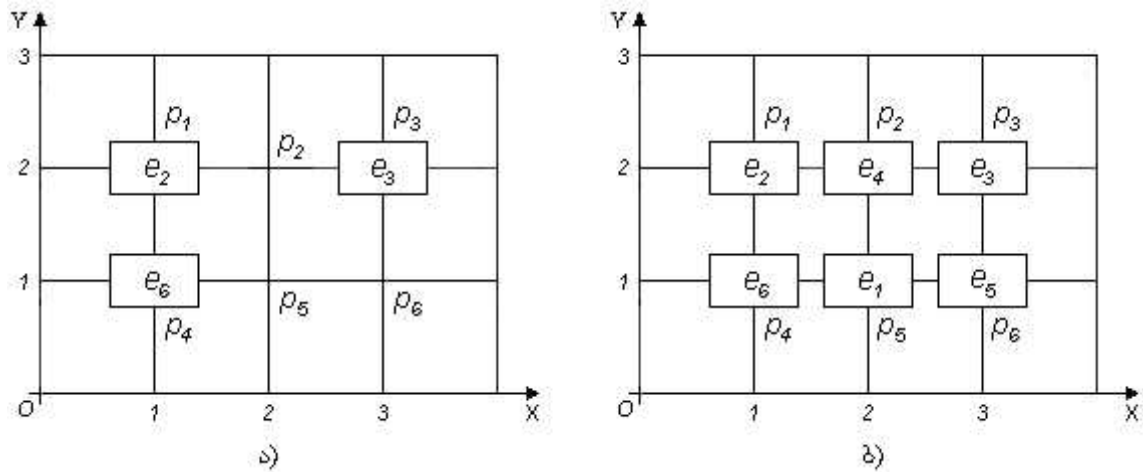 Y Y
3 3
p1 p3 p1 p2 p3
p2
2 e2 e3 2 e2 e4 e3
1 e6 1 e6 e1 e5
p5 p6
p4 p4 p5 p6
O 1 2 3 X O 1 2 3 X
ა) ბ)